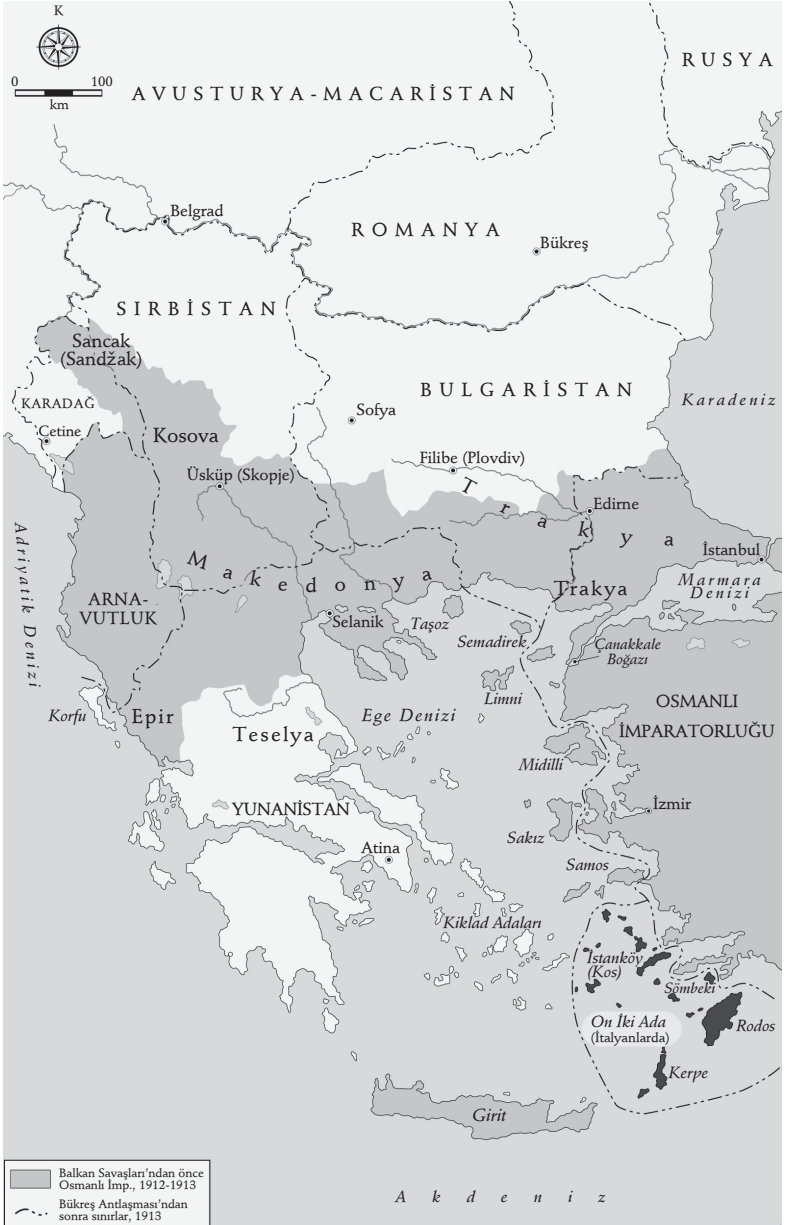 K
0 100
km
RUSYA
AVUSTURYA-MACARİSTAN
Belgrad
ROMANYA
Bükreş
SIRBİSTAN
Sancak
(Sandžak)
BULGARİSTAN
KARADAĞ
Karadeniz
Sofya
Çetine
Kosova
Filibe (Plovdiv)
Üsküp (Skopje)
Trakya
Edirne
İstanbul
Adriyatik Denizi
Makedonya
Trakya
Marmara
Denizi
ARNA-
VUTLUK
Selanik
Taşoz
Semadirek
Çanakkale
Boğazı
Limni
Korfu
Epir
Ege Denizi
OSMANLI
İMPARATORLUĞU
Teselya
Midilli
YUNANİSTAN
İzmir
Sakız
Atina
Samos
Kiklad Adaları
İstanköy
(Kos)
Sömbeki
On İki Ada
(İtalyanlarda)
Rodos
Kerpe
Girit
Akdeniz
Balkan Savaşları'ndan önce
Osmanlı İmp., 1912-1913
Bükreş Antlaşması'ndan
sonra sınırlar, 1913